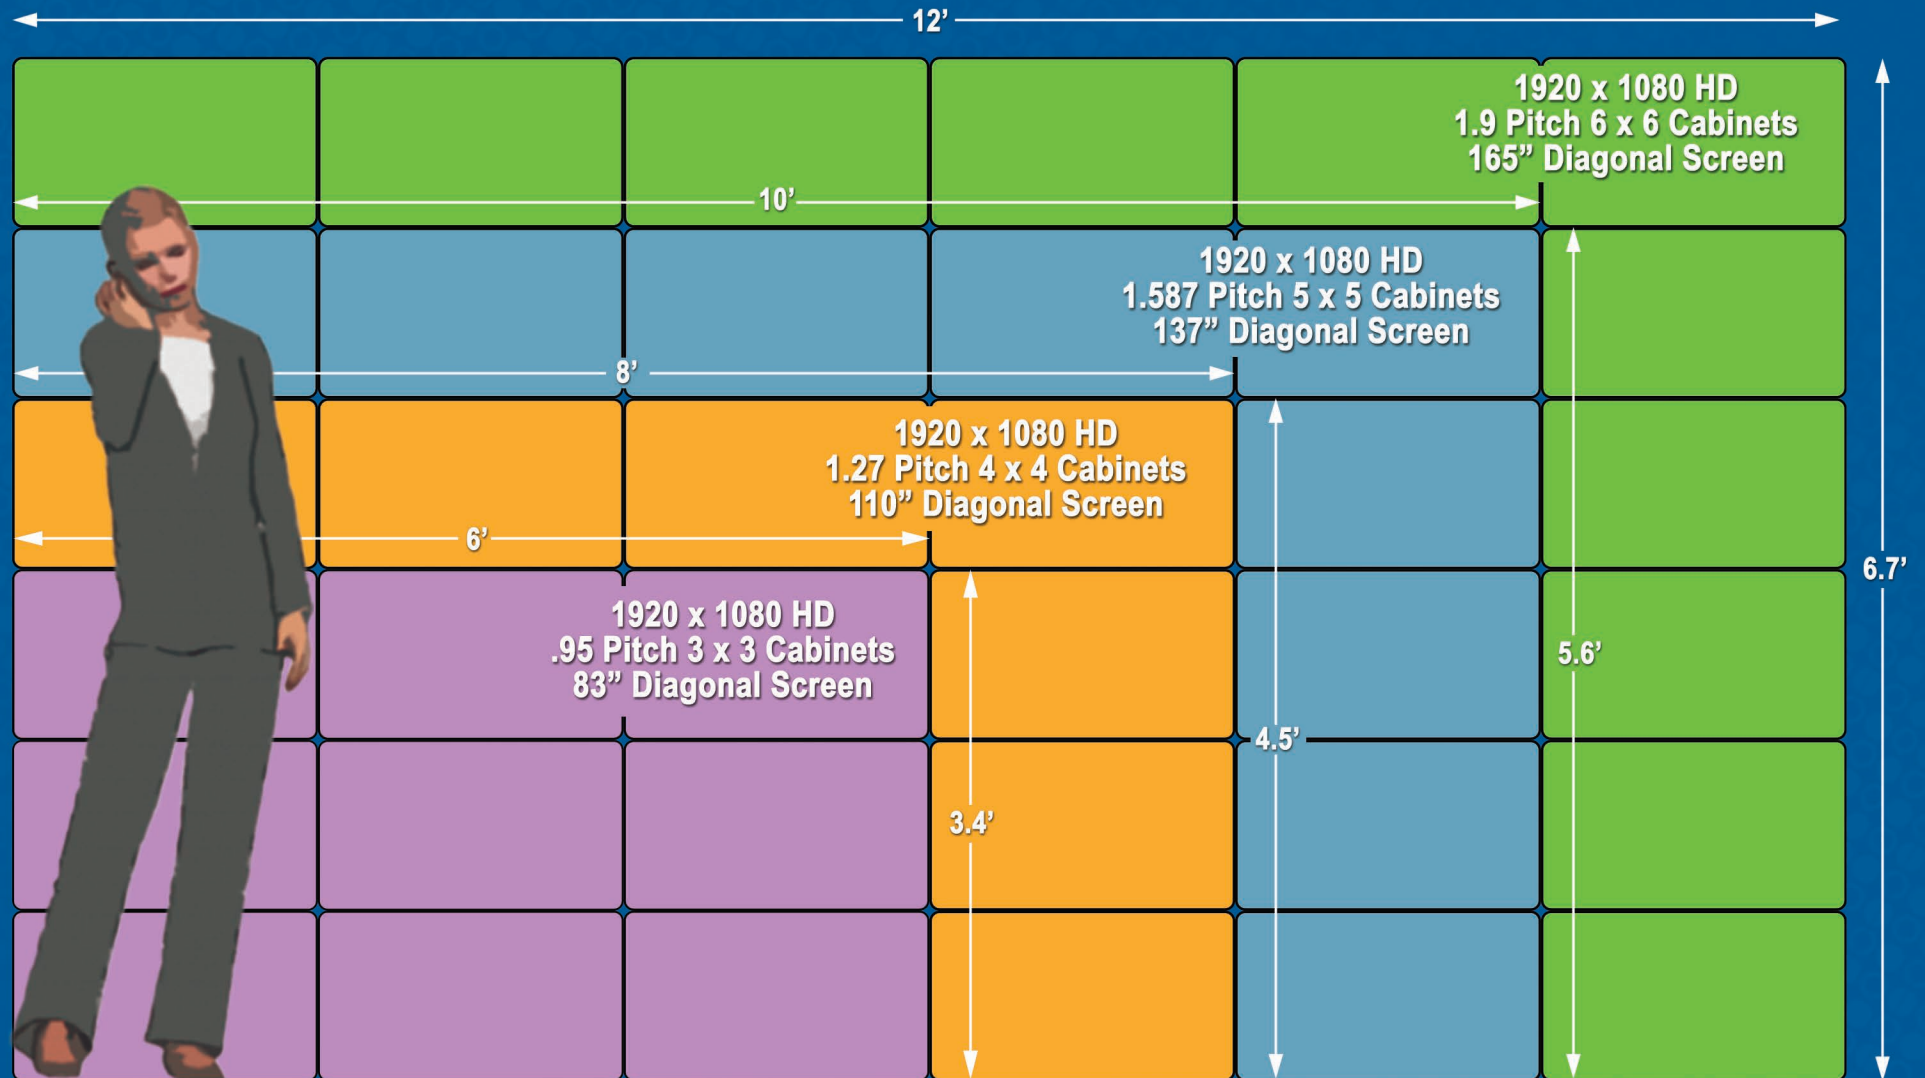 12’
1920 x 1080 HD
1.9 Pitch 6 x 6 Cabinets
165” Diagonal Screen
10’
1920 x 1080 HD
1.587 Pitch 5 x 5 Cabinets
137” Diagonal Screen
8’
1920 x 1080 HD
1.27 Pitch 4 x 4 Cabinets
110” Diagonal Screen
6’
6.7’
1920 x 1080 HD
.95 Pitch 3 x 3 Cabinets
83” Diagonal Screen
5.6’
4.5’
3.4’